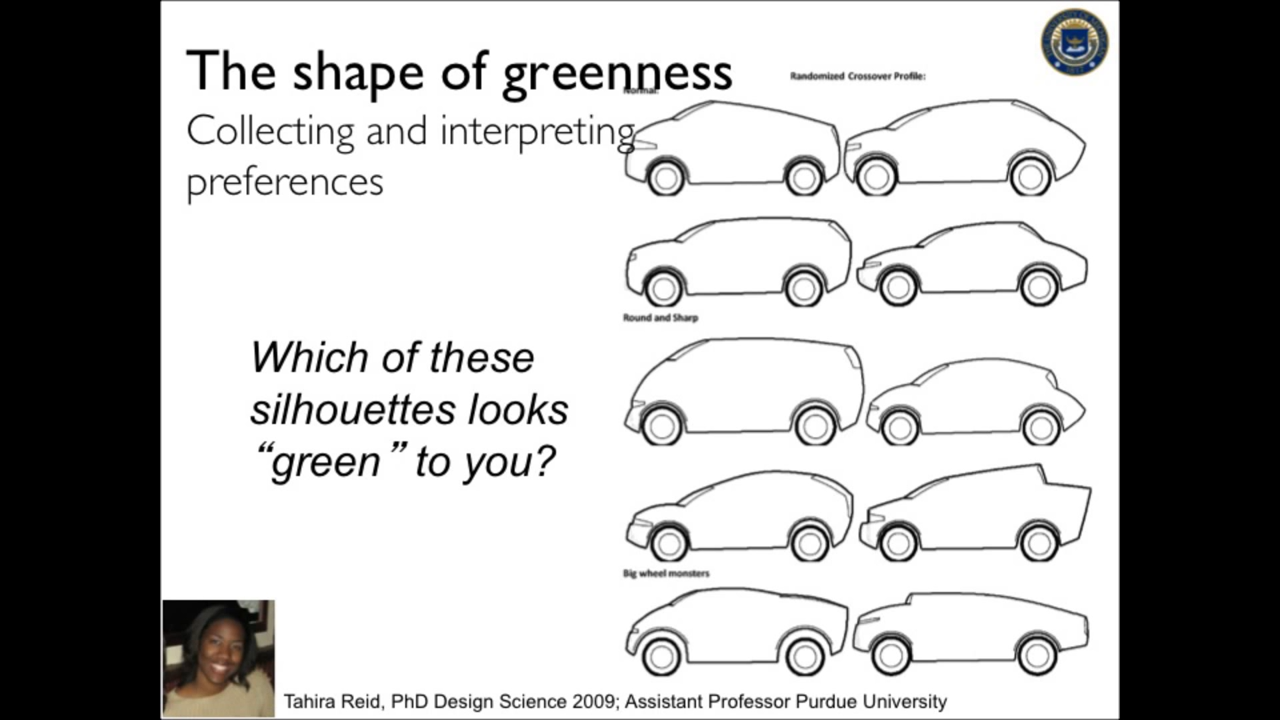 The shape of greenness
Collecting and interpreting
preferences
Randomized Crossover Profile:
Normal:
Round and Sharp
Which of these
silhouettes looks
“green” to you?
Big wheel monsters
Tahira Reid, PhD Design Science 2009; Assistant Professor Purdue University